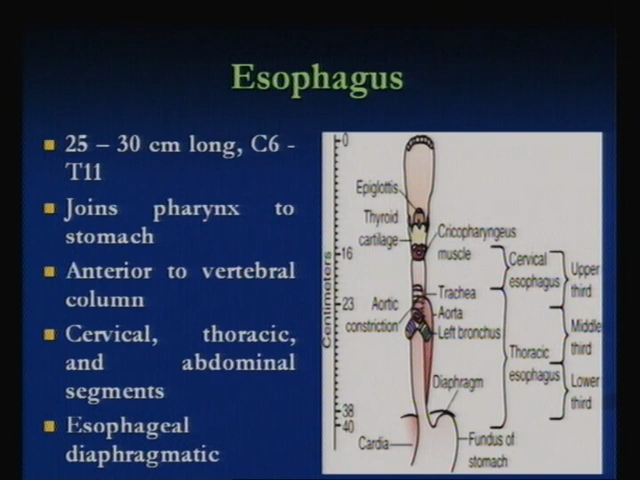 Esophagus
25 – 30 cm long, C6 -
T11
Joins pharynx to
stomach
Anterior to vertebral
column
Cervical, thoracic,
and abdominal
segments
Esophageal
diaphragmatic
0
Epiglottis
Thyroid
cartilage
Cricopharyngeus
muscle
16
Cervical
esophagus
Upper
third
Centimeters
Trachea
23
Aortic
constriction
Aorta
Left bronchus
Middle
third
Thoracic
esophagus
Diaphragm
Lower
third
38
40
Cardia
Fundus of
stomach